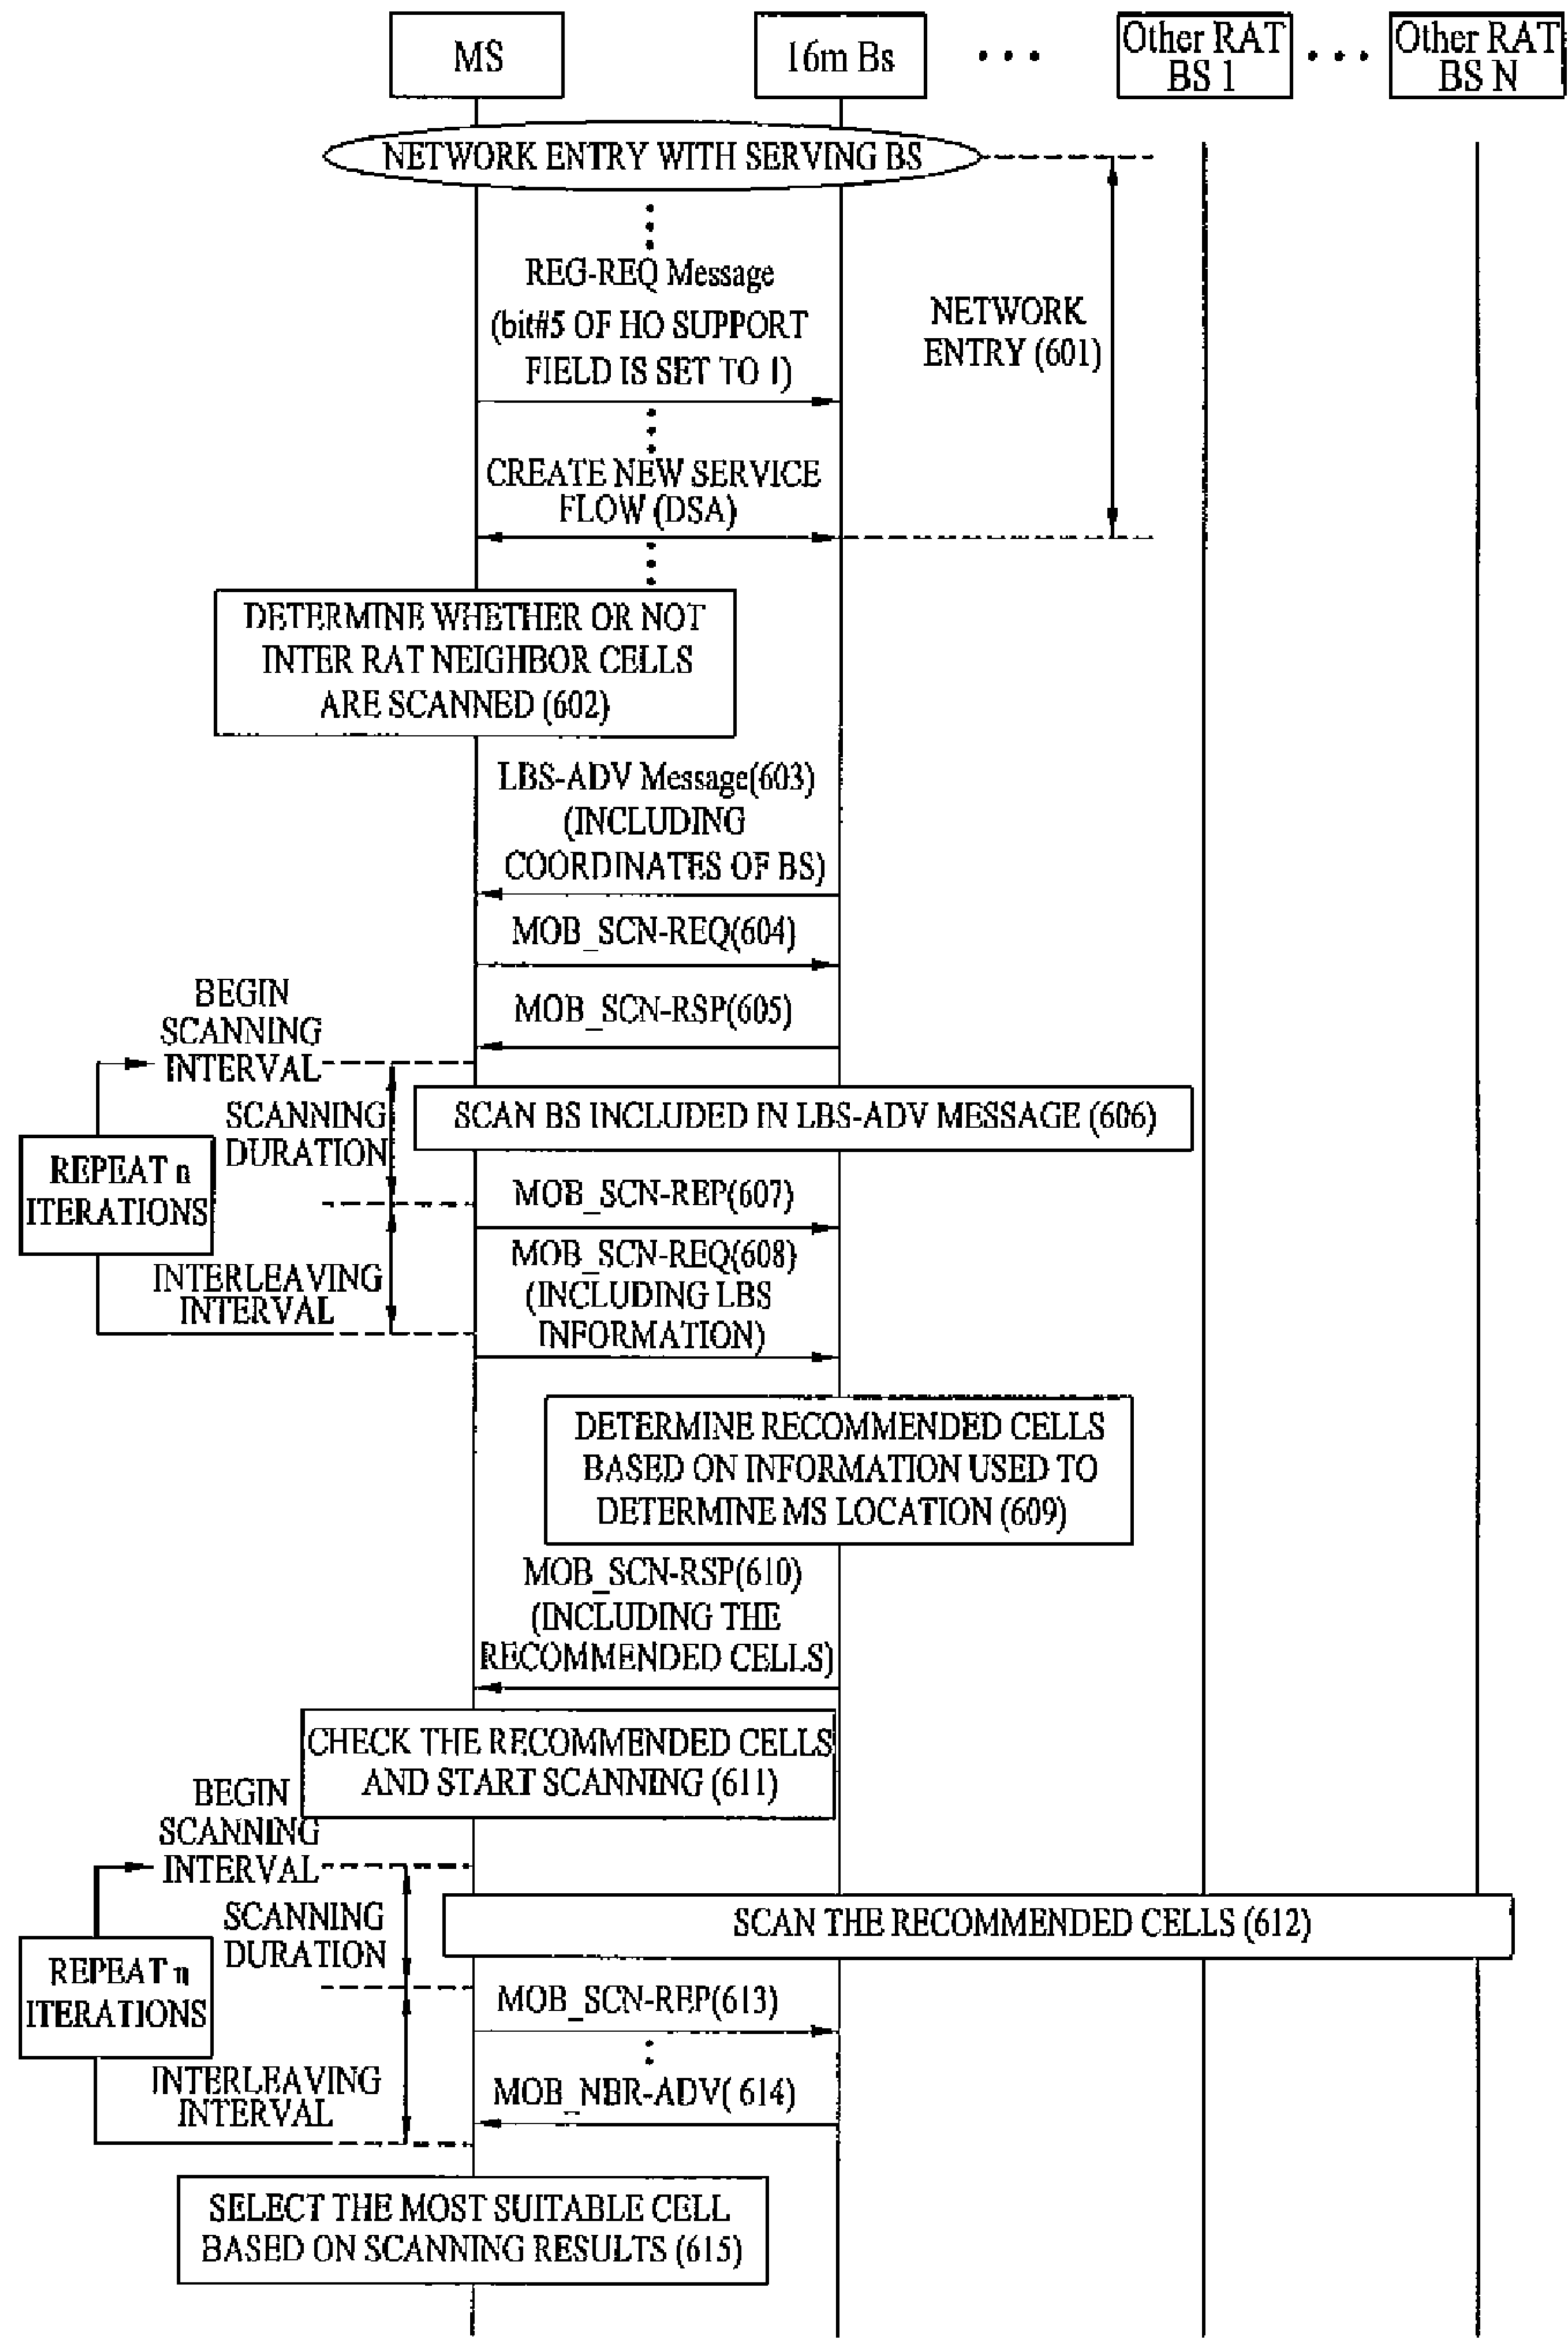 MS
16m Bs
Other RAT
BS 1
Other RAT
BS N
NETWORK ENTRY WITH SERVING BS
REG-REQ Message
(bit#5 OF HO SUPPORT
FIELD IS SET TO 1)
NETWORK
ENTRY (601)
CREATE NEW SERVICE
FLOW (DSA)
DETERMINE WHETHER OR NOT
INTER RAT NEIGHBOR CELLS
ARE SCANNED (602)
LBS-ADV Message(603)
(INCLUDING
COORDINATES OF BS)
MOB_SCN-REQ(604)
MOB_SCN-RSP(605)
BEGIN
SCANNING
INTERVAL
SCANNING
DURATION
SCAN BS INCLUDED IN LBS-ADV MESSAGE (606)
REPEAT n
ITERATIONS
MOB_SCN-REP(607)
MOB_SCN-REQ(608)
(INCLUDING LBS
INFORMATION)
INTERLEAVING
INTERVAL
DETERMINE RECOMMENDED CELLS
BASED ON INFORMATION USED TO
DETERMINE MS LOCATION (609)
MOB_SCN-RSP(610)
(INCLUDING THE
RECOMMENDED CELLS)
CHECK THE RECOMMENDED CELLS
AND START SCANNING (611)
BEGIN
SCANNING
INTERVAL
SCANNING
DURATION
SCAN THE RECOMMENDED CELLS (612)
REPEAT n
ITERATIONS
MOB_SCN-REP(613)
MOB_NBR-ADV( 614)
INTERLEAVING
INTERVAL
SELECT THE MOST SUITABLE CELL
BASED ON SCANNING RESULTS (615)